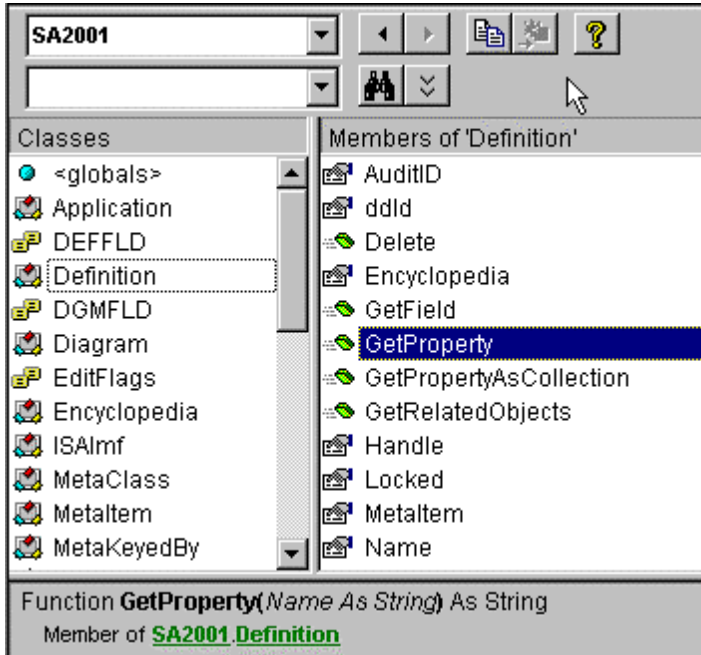 SA2001
Classes
<globals>
Application
DEFFLD
Definition
DGMFLD
Diagram
EditFlags
Encyclopedia
ISAImf
MetaClass
MetaItem
MetaKeyedBy
Members of 'Definition'
AuditID
ddId
Delete
Encyclopedia
GetField
GetProperty
GetPropertyAsCollection
GetRelatedObjects
Handle
Locked
MetaItem
Name
Function GetProperty(Name As String) As String
Member of SA2001.Definition